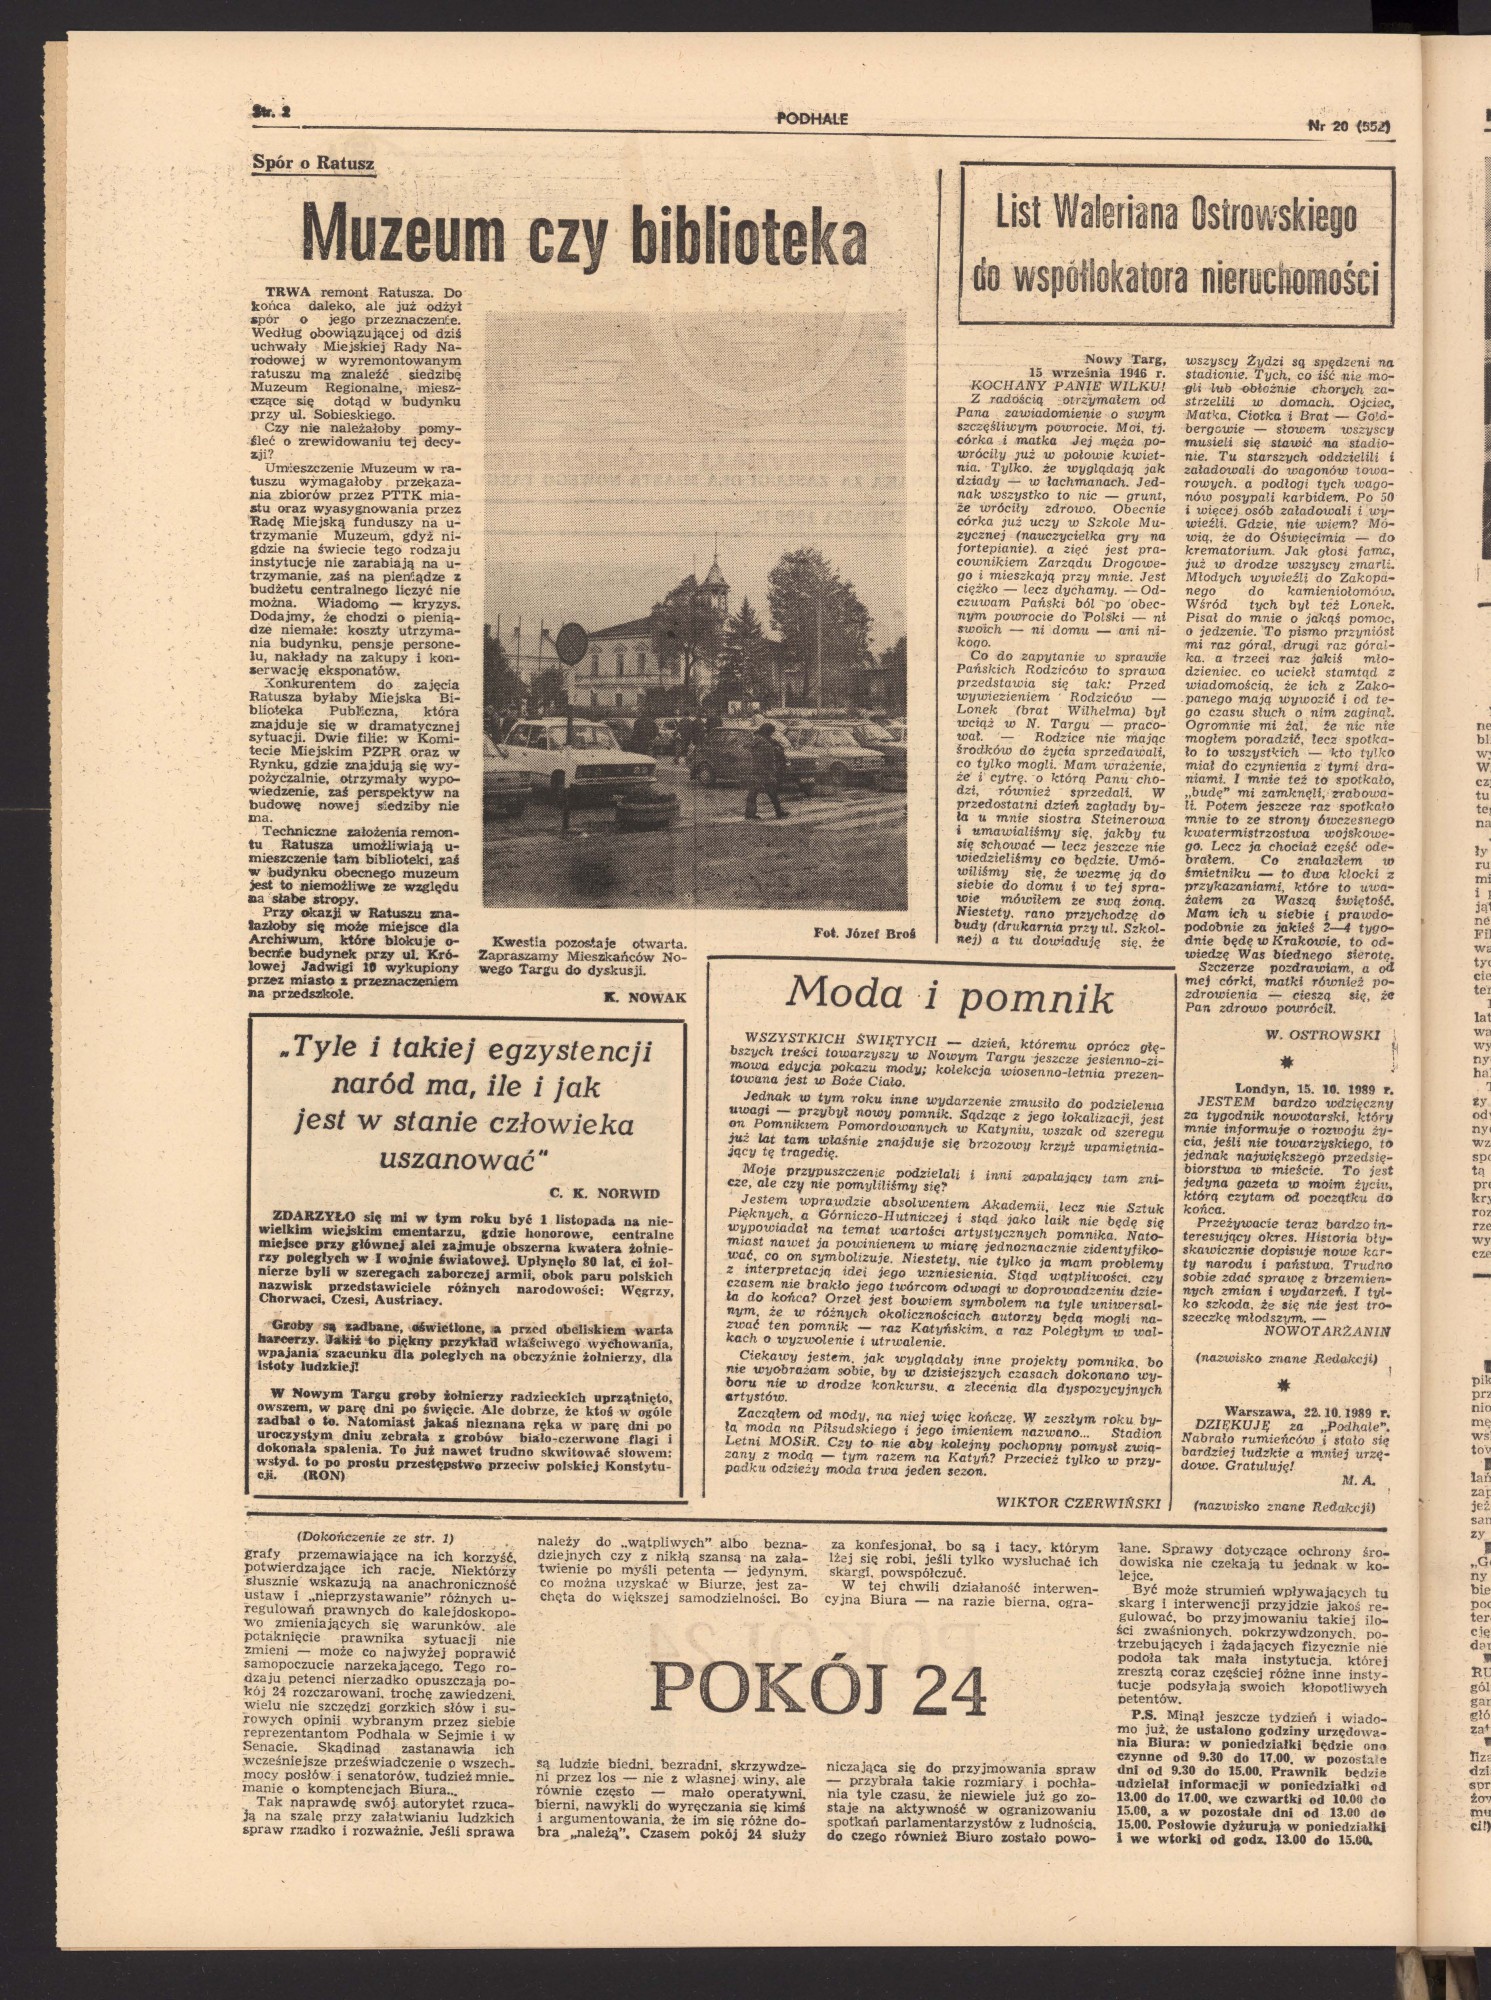 Str. 2
PODHALE
Nr 20 (552)
Spór o Ratusz
Muzeum czy biblioteka
TRWA remont Ratusza. Do
końca daleko, ale już odżył
spór o jego przeznaczenie.
Według obowiązującej od dziś
uchwały Miejskiej Rady Na-
rodowej w wyremontowanym
ratuszu ma znaleźć siedzibę
Muzeum Regionalne, miesz-
czące się dotąd w budynku
przy ul. Sobieskiego.
Czy nie należałoby pomy-
śleć o zrewidowaniu tej decy-
zji?
Umieszczenie Muzeum w ra-
tuszu wymagałoby przekaza-
nia zbiorów przez PTTK mia-
stu oraz wyasygnowania przez
Radę Miejską funduszy na u-
trzymanie Muzeum, gdyż ni-
gdzie na świecie tego rodzaju
instytucje nie zarabiają na u-
trzymanie, zaś na pieniądze z
budżetu centralnego liczyć nie
można. Wiadomo — kryzys.
Dodajmy, że chodzi o pienią-
dze niemałe: koszty utrzyma-
nia budynku, pensje persone-
lu, nakłady na zakupy i kon-
serwację eksponatów.
Konkurentem do zajęcia
Ratusza byłaby Miejska Bi-
blioteka Publiczna, która
znajduje się w dramatycznej
sytuacji. Dwie filie: w Komi-
tecie Miejskim PZPR oraz w
Rynku, gdzie znajdują się wy-
pożyczalnie, otrzymały wypo-
wiedzenie, zaś perspektyw na
budowę nowej siedziby nie
ma.
Techniczne założenia remon-
tu Ratusza umożliwiają u-
mieszczenie tam biblioteki, zaś
w budynku obecnego muzeum
jest to niemożliwe ze względu
na słabe stropy.
Przy okazji w Ratuszu zna-
lazłoby się może miejsce dla
Archiwum, które blokuje o-
becnie budynek przy ul. Kró-
lowej Jadwigi 10 wykupiony
przez miasto z przeznaczeniem
na przedszkole.
Fot. Józef Broś
Kwestia pozostaje otwarta.
Zapraszamy Mieszkańców No-
wego Targu do dyskusji.
K. NOWAK
List Waleriana Ostrowskiego
do współlokatora nieruchomości
Nowy Targ,
15 września 1946 r.
KOCHANY PANIE WILKU!
Z radością otrzymałem od
Pana zawiadomienie o swym
szczęśliwym powrocie. Moi, tj.
córka i matka Jej męża po-
wróciły już w połowie kwiet-
nia. Tylko, że wyglądają jak
dziady — w łachmanach. Jed-
nak wszystko to nic — grunt,
że wróciły zdrowo. Obecnie
córka już uczy w Szkole Mu-
zycznej (nauczycielka gry na
fortepianie), a zięć jest pra-
cownikiem Zarządu Drogowe-
go i mieszkają przy mnie. Jest
ciężko — lecz dychamy. — Od-
czuwam Pański ból po obec-
nym powrocie do Polski — ni
swoich — ni domu — ani ni-
kogo.
Co do zapytanie w sprawie
Pańskich Rodziców to sprawa
przedstawia się tak: Przed
wywiezieniem Rodziców —
Lonek (brat Wilhelma) był
wciąż w N. Targu — praco-
wał. — Rodzice nie mając
środków do życia sprzedawali,
co tylko mogli. Mam wrażenie,
że i cytrę, o którą Panu cho-
dzi, również sprzedali. W
przedostatni dzień zagłady by-
ła u mnie siostra Steinerowa
i umawialiśmy się, jakby tu
się schować — lecz jeszcze nie
wiedzieliśmy co będzie. Umó-
wiliśmy się, że wezmę ją do
siebie do domu i w tej spra-
wie mówiłem ze swą żoną.
Niestety, rano przychodzę do
budy (drukarnia przy ul. Szkol-
nej) a tu dowiaduję się, że
wszyscy Żydzi są spędzeni na
stadionie. Tych, co iść nie mo-
gli lub obłożnie chorych za-
strzelili w domach. Ojciec,
Matka, Ciotka i Brat — Gold-
bergowie — słowem wszyscy
musieli się stawić na stadio-
nie. Tu starszych oddzielili i
załadowali do wagonów towa-
rowych, a podłogi tych wago-
nów posypali karbidem. Po 50
i więcej osób załadowali i wy-
wieźli. Gdzie, nie wiem? Mó-
wią, że do Oświęcimia — do
krematorium. Jak głosi fama,
już w drodze wszyscy zmarli.
Młodych wywieźli do Zakopa-
nego do kamieniołomów.
Wśród tych był też Lonek.
Pisał do mnie o jakąś pomoc,
o jedzenie. To pismo przyniósł
mi raz góral, drugi raz góral-
ka, a trzeci raz jakiś mło-
dzieniec, co uciekł stamtąd z
wiadomością, że ich z Zako-
panego mają wywozić i od te-
go czasu słuch o nim zaginął.
Ogromnie mi żal, że nic nie
mogłem poradzić, lecz spotka-
ło to wszystkich — kto tylko
miał do czynienia z tymi dra-
niami. I mnie też to spotkało,
„budę” mi zamknęli, zrabowa-
li. Potem jeszcze raz spotkało
mnie to ze strony ówczesnego
kwatermistrzostwa wojskowe-
go. Lecz ja chociaż część ode-
brałem. Co znalazłem w
śmietniku — to dwa klocki z
przykazaniami, które to uwa-
żałem za Waszą świętość.
Mam ich u siebie i prawdo-
podobnie za jakieś 2—4 tygo-
dnie będę w Krakowie, to od-
wiedzę Was biednego sierotę.
Szczerze pozdrawiam, a od
mej córki, matki również po-
zdrowienia — cieszą się, że
Pan zdrowo powrócił.
W. OSTROWSKI
*
Londyn, 15. 10. 1989 r.
JESTEM bardzo wdzięczny
za tygodnik nowotarski, który
mnie informuje o rozwoju ży-
cia, jeśli nie towarzyskiego, to
jednak największego przedsię-
biorstwa w mieście. To jest
jedyna gazeta w moim życiu,
którą czytam od początku do
końca.
Przeżywacie teraz bardzo in-
teresujący okres. Historia bły-
skawicznie dopisuje nowe kar-
ty narodu i państwa. Trudno
sobie zdać sprawę z brzemien-
nych zmian i wydarzeń. I tyl-
ko szkoda, że się nie jest tro-
szeczkę młodszym. —
NOWOTARŻANIN
(nazwisko znane Redakcji)
*
Warszawa, 22. 10. 1989 r.
DZIĘKUJĘ za „Podhale”.
Nabrało rumieńców i stało się
bardziej ludzkie a mniej urzę-
dowe. Gratuluję!
M. A.
(nazwisko znane Redakcji)
„Tyle i takiej egzystencji
naród ma, ile i jak
jest w stanie człowieka
uszanować”
C. K. NORWID
ZDARZYŁO się mi w tym roku być 1 listopada na nie-
wielkim wiejskim cmentarzu, gdzie honorowe, centralne
miejsce przy głównej alei zajmuje obszerna kwatera żołnie-
rzy poległych w I wojnie światowej. Upłynęło 80 lat, ci żoł-
nierze byli w szeregach zaborczej armii, obok paru polskich
nazwisk przedstawiciele różnych narodowości: Węgrzy,
Chorwaci, Czesi, Austriacy.
Groby są zadbane, oświetlone, a przed obeliskiem warta
harcerzy. Jakiż to piękny przykład właściwego wychowania,
wpajania szacunku dla poległych na obczyźnie żołnierzy, dla
istoty ludzkiej!
W Nowym Targu groby żołnierzy radzieckich uprzątnięto,
owszem, w parę dni po święcie. Ale dobrze, że ktoś w ogóle
zadbał o to. Natomiast jakaś nieznana ręka w parę dni po
uroczystym dniu zebrała z grobów biało-czerwone flagi i
dokonała spalenia. To już nawet trudno skwitować słowem:
wstyd, to po prostu przestępstwo przeciw polskiej Konstytu-
cji. (RON)
Moda i pomnik
WSZYSTKICH ŚWIĘTYCH — dzień, któremu oprócz głę-
bszych treści towarzyszy w Nowym Targu jeszcze jesienno-zi-
mowa edycja pokazu mody; kolekcja wiosenno-letnia prezen-
towana jest w Boże Ciało.
Jednak w tym roku inne wydarzenie zmusiło do podzielenia
uwagi — przybył nowy pomnik. Sądząc z jego lokalizacji, jest
on Pomnikiem Pomordowanych w Katyniu, wszak od szeregu
już lat tam właśnie znajduje się brzozowy krzyż upamiętnia-
jący tę tragedię.
Moje przypuszczenie podzielali i inni zapalający tam zni-
cze, ale czy nie pomyliliśmy się?
Jestem wprawdzie absolwentem Akademii, lecz nie Sztuk
Pięknych, a Górniczo-Hutniczej i stąd jako laik nie będę się
wypowiadał na temat wartości artystycznych pomnika. Nato-
miast nawet ja powinienem w miarę jednoznacznie zidentyfiko-
wać, co on symbolizuje. Niestety, nie tylko ja mam problemy
z interpretacją idei jego wzniesienia. Stąd wątpliwości, czy
czasem nie brakło jego twórcom odwagi w doprowadzeniu dzie-
ła do końca? Orzeł jest bowiem symbolem na tyle uniwersal-
nym, że w różnych okolicznościach autorzy będą mogli na-
zwać ten pomnik — raz Katyńskim, a raz Poległym w wal-
kach o wyzwolenie i utrwalenie.
Ciekawy jestem, jak wyglądały inne projekty pomnika, bo
nie wyobrażam sobie, by w dzisiejszych czasach dokonano wy-
boru nie w drodze konkursu, a zlecenia dla dyspozycyjnych
artystów.
Zacząłem od mody, na niej więc kończę. W zeszłym roku by-
ła moda na Piłsudskiego i jego imieniem nazwano... Stadion
Letni MOSiR. Czy to nie aby kolejny pochopny pomysł zwią-
zany z modą — tym razem na Katyń? Przecież tylko w przy-
padku odzieży moda trwa jeden sezon.
WIKTOR CZERWIŃSKI
(Dokończenie ze str. 1)
grafy przemawiające na ich korzyść,
potwierdzające ich rację. Niektórzy
słusznie wskazują na anachroniczność
ustaw i „nieprzystawanie” różnych u-
regulowań prawnych do kalejdoskopo-
wo zmieniających się warunków, ale
potaknięcie prawnika sytuacji nie
zmieni — może co najwyżej poprawić
samopoczucie narzekającego. Tego ro-
dzaju petenci nierzadko opuszczają po-
kój 24 rozczarowani, trochę zawiedzeni,
wielu nie szczędzi gorzkich słów i su-
rowych opinii wybranym przez siebie
reprezentantom Podhala w Sejmie i w
Senacie. Skądinąd zastanawia ich
wcześniejsze przeświadczenie o wszech-
mocy posłów i senatorów, tudzież mnie-
manie o komptencjach Biura...
Tak naprawdę swój autorytet rzuca-
ją na szalę przy załatwianiu ludzkich
spraw rzadko i rozważnie. Jeśli sprawa
należy do „wątpliwych” albo bezna-
dziejnych czy z nikłą szansą na zała-
twienie po myśli petenta — jedynym,
co można uzyskać w Biurze, jest za-
chęta do większej samodzielności. Bo
POKÓJ 24
są ludzie biedni, bezradni, skrzywdze-
ni przez los — nie z własnej winy, ale
równie często — mało operatywni,
bierni, nawykli do wyręczania się kimś
i argumentowania, że im się różne do-
bra „należą”. Czasem pokój 24 służy
za konfesjonał, bo są i tacy, którym
lżej się robi, jeśli tylko wysłuchać ich
skargi, powspółczuć.
W tej chwili działaność interwen-
cyjna Biura — na razie bierna, ogra-
niczająca się do przyjmowania spraw
— przybrała takie rozmiary i pochła-
nia tyle czasu, że niewiele już go zo-
staje na aktywność w organizowaniu
spotkań parlamentarzystów z ludnością,
do czego również Biuro zostało powo-
łane. Sprawy dotyczące ochrony śro-
dowiska nie czekają tu jednak w ko-
lejce.
Być może strumień wpływających tu
skarg i interwencji przyjdzie jakoś re-
gulować, bo przyjmowaniu takiej ilo-
ści zwaśnionych, pokrzywdzonych, po-
trzebujących i żądających fizycznie nie
podoła tak mała instytucja, której
zresztą coraz częściej różne inne insty-
tucje podsyłają swoich kłopotliwych
petentów.
P.S. Minął jeszcze tydzień i wiado-
mo już, że ustalono godziny urzędowa-
nia Biura: w poniedziałki będzie ono
czynne od 9.30 do 17.00, w pozostałe
dni od 9.30 do 15.00. Prawnik będzie
udzielał informacji w poniedziałki od
13.00 do 17.00, we czwartki od 10.00 do
15.00, a w pozostałe dni od 13.00 do
15.00. Posłowie dyżurują w poniedziałki
i we wtorki od godz. 13.00 do 15.00.